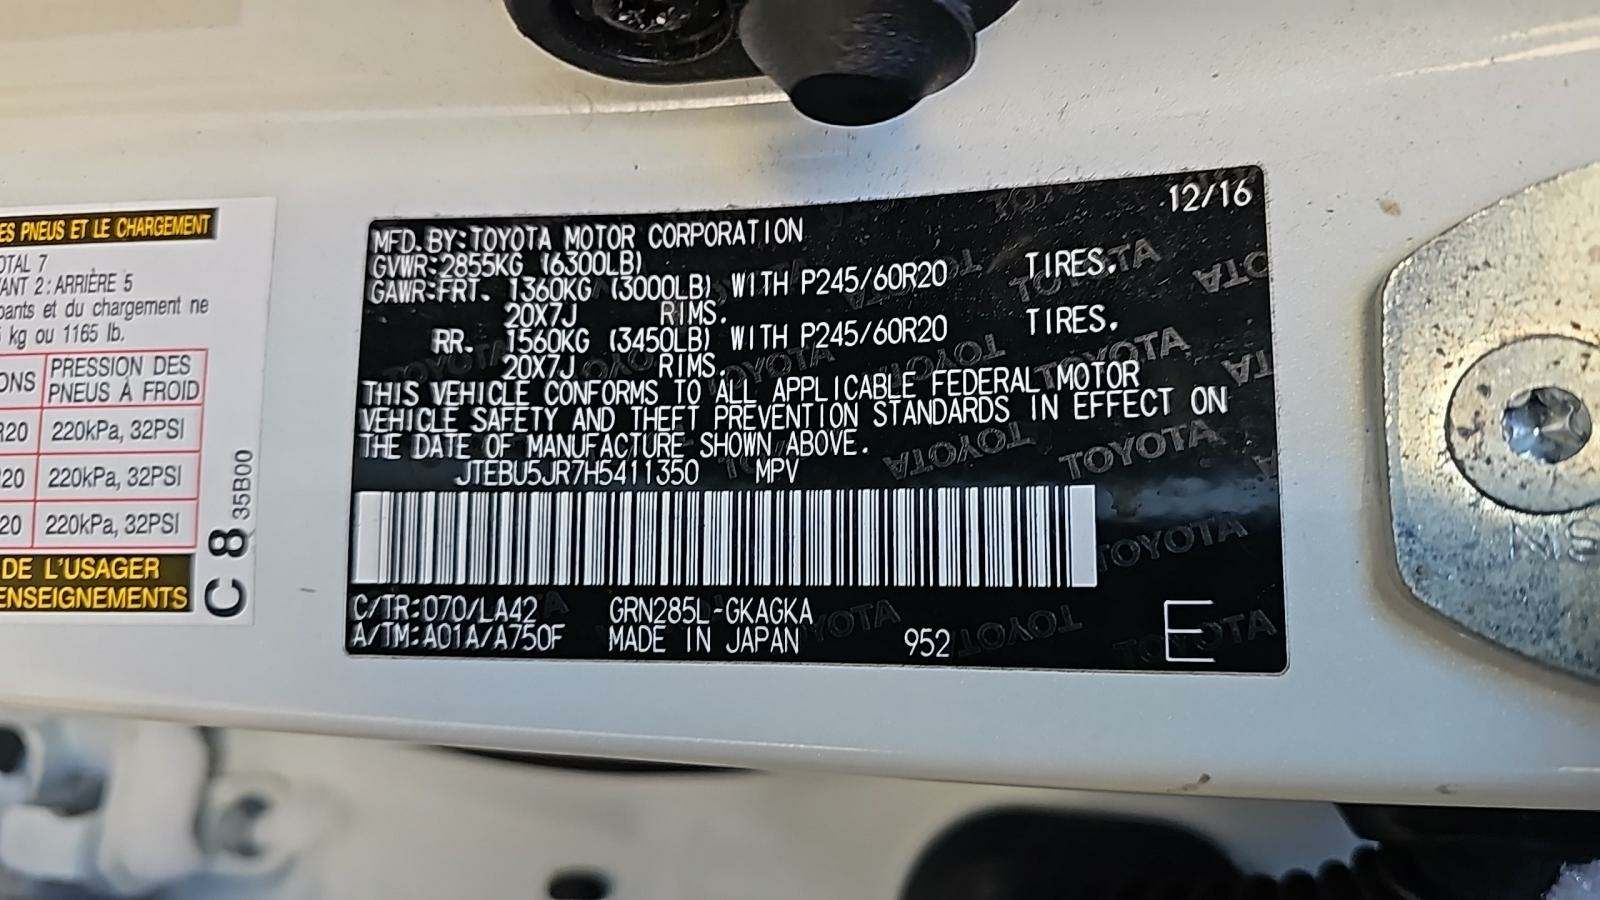 ES PNEUS ET LE CHARGEMENT
OTAL 7
ANT 2: ARRIÈRE 5
pants et du chargement ne
kg ou 1165 lb.
ONS PRESSION DES
PNEUS À FROID
R20 220kPa, 32PSI
20 220kPa, 32PSI
20 220kPa, 32PSI
DE L'USAGER
ENSEIGNEMENTS
C 8 35B00
12/16
MFD. BY: TOYOTA MOTOR CORPORATION
GVWR: 2855KG (6300LB)
GAWR: FRT. 1360KG (3000LB) WITH P245/60R20 TIRES.
20X7J RIMS.
RR. 1560KG (3450LB) WITH P245/60R20 TIRES.
20X7J RIMS.
THIS VEHICLE CONFORMS TO ALL APPLICABLE FEDERAL MOTOR
VEHICLE SAFETY AND THEFT PREVENTION STANDARDS IN EFFECT ON
THE DATE OF MANUFACTURE SHOWN ABOVE.
JTEBU5JR7H5411350 MPV
C/TR: 070/LA42 GRN285L-GKAGKA
A/TM: A01A/A750F MADE IN JAPAN 952 E